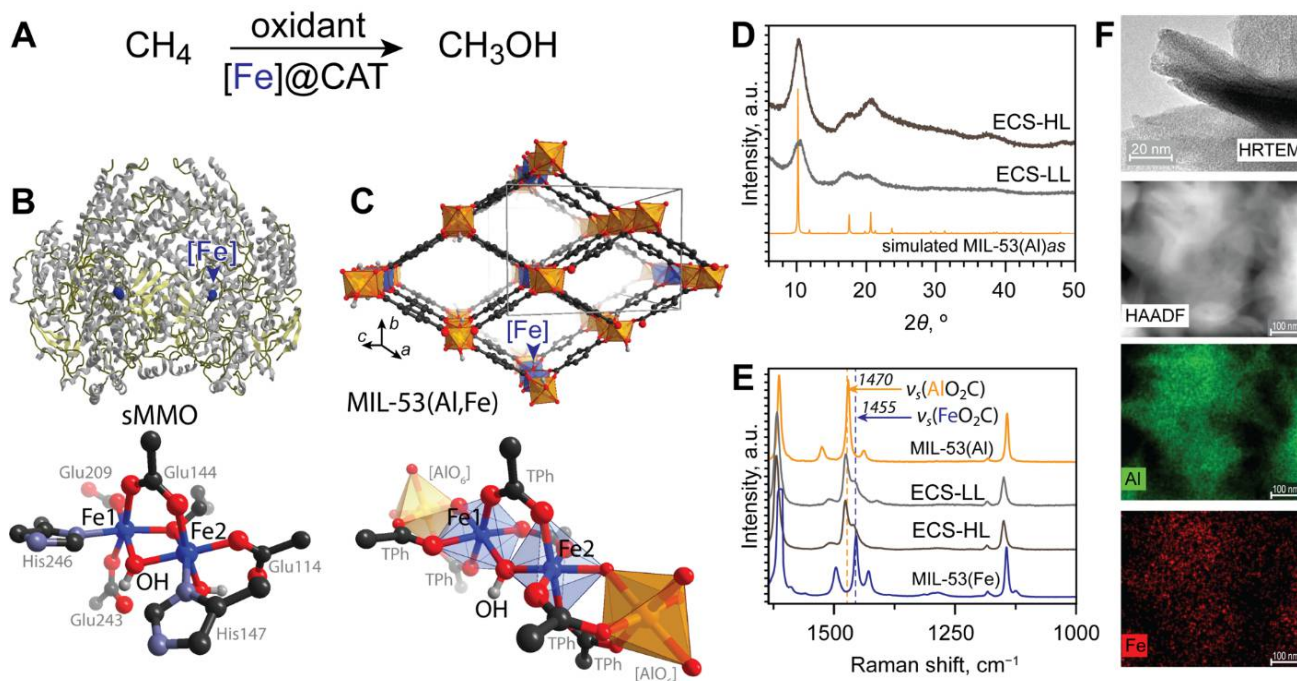 A
CH₄
oxidant
[Fe]@CAT
CH₃OH
B
[Fe]
sMMO
Glu209
Glu144
Fe1
Fe2
His246
OH
Glu114
Glu243
His147
C
b
c
a
[Fe]
MIL-53(Al,Fe)
[AlO₆]
TPh
Fe1
Fe2
TPh
TPh
OH
TPh
TPh
TPh
D
Intensity, a.u.
ECS-HL
ECS-LL
simulated MIL-53(Al)as
10 20 30 40 50
2θ, °
E
Intensity, a.u.
1470
νs(AlO₂C)
1455
νs(FeO₂C)
MIL-53(Al)
ECS-LL
ECS-HL
MIL-53(Fe)
1500 1250 1000
Raman shift, cm⁻¹
F
20 nm
HRTEM
HAADF
100 nm
Al
100 nm
Fe
100 nm